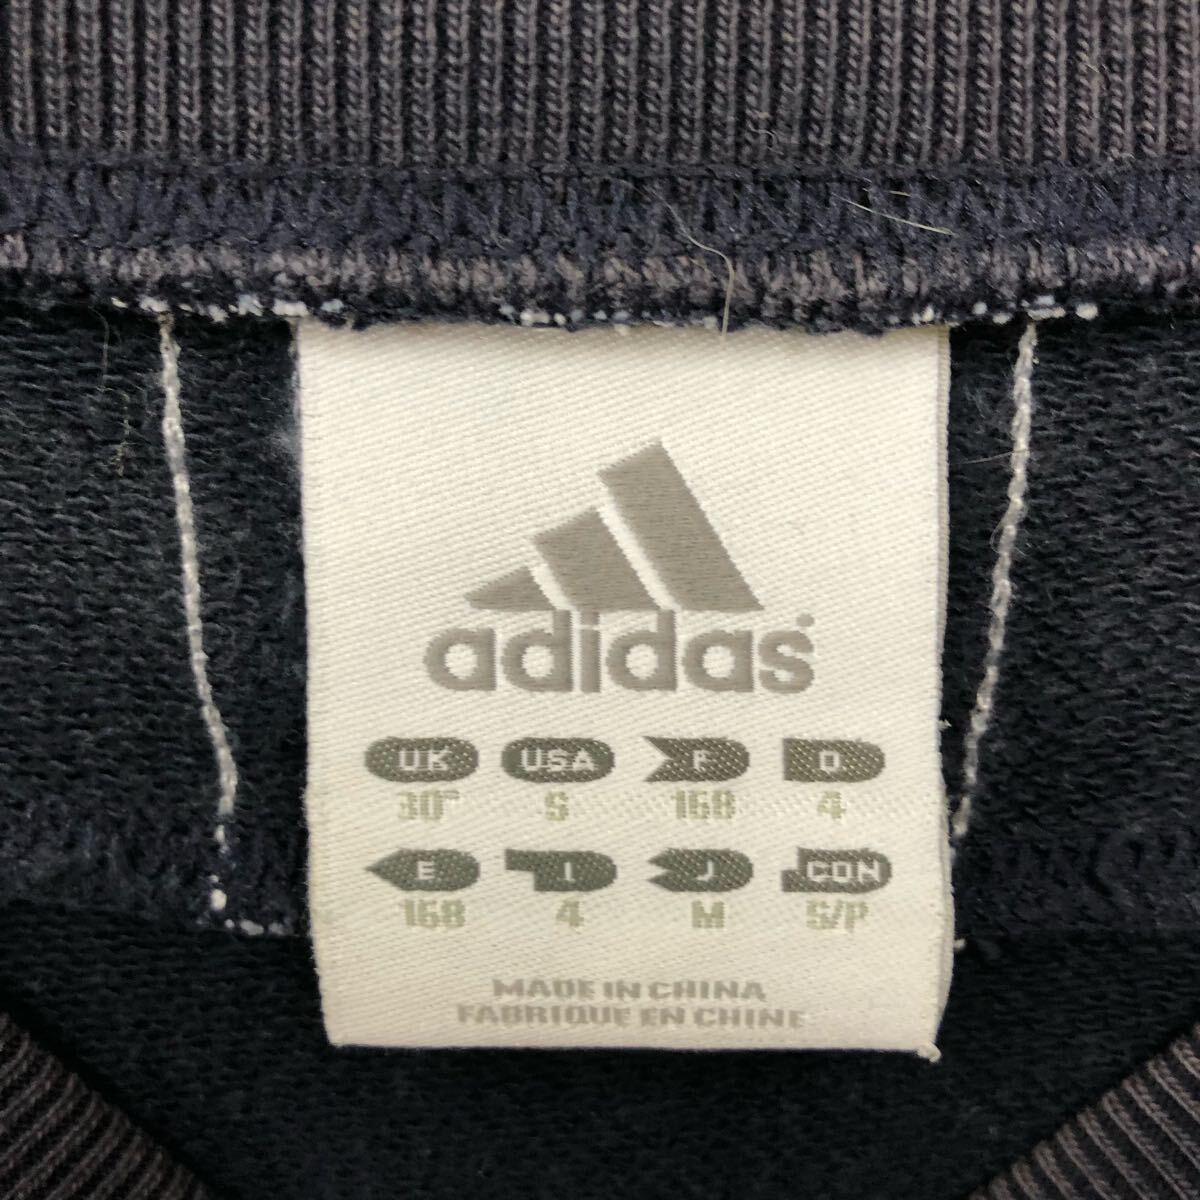 adidas
UK USA F D
30" S 168 4
E I J CON
168 4 M S/P
MADE IN CHINA
FABRIQUE EN CHINE